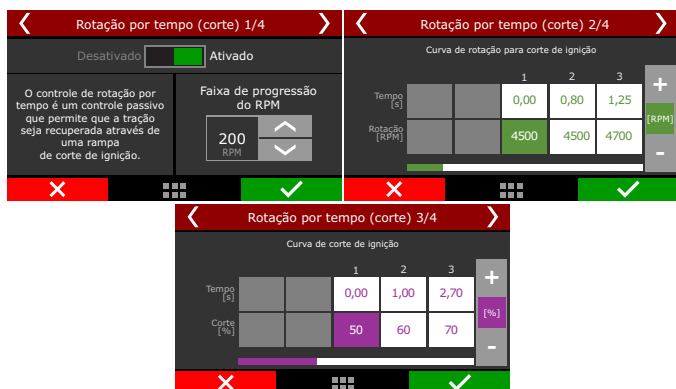 Rotação por tempo (corte) 1/4
Desativado Ativado
O controle de rotação por
tempo é um controle passivo
que permite que a tração
seja recuperada através de
uma rampa
de corte de ignição.
Faixa de progressão
do RPM
200
RPM
Rotação por tempo (corte) 2/4
Curva de rotação para corte de ignição
1 2 3
Tempo
[s]
0,00 0,80 1,25
Rotação
[RPM]
4500 4500 4700
+
[RPM]
-
Rotação por tempo (corte) 3/4
Curva de corte de ignição
1 2 3
Tempo
[s]
0,00 1,00 2,70
Corte
[%]
50 60 70
+
[%]
-